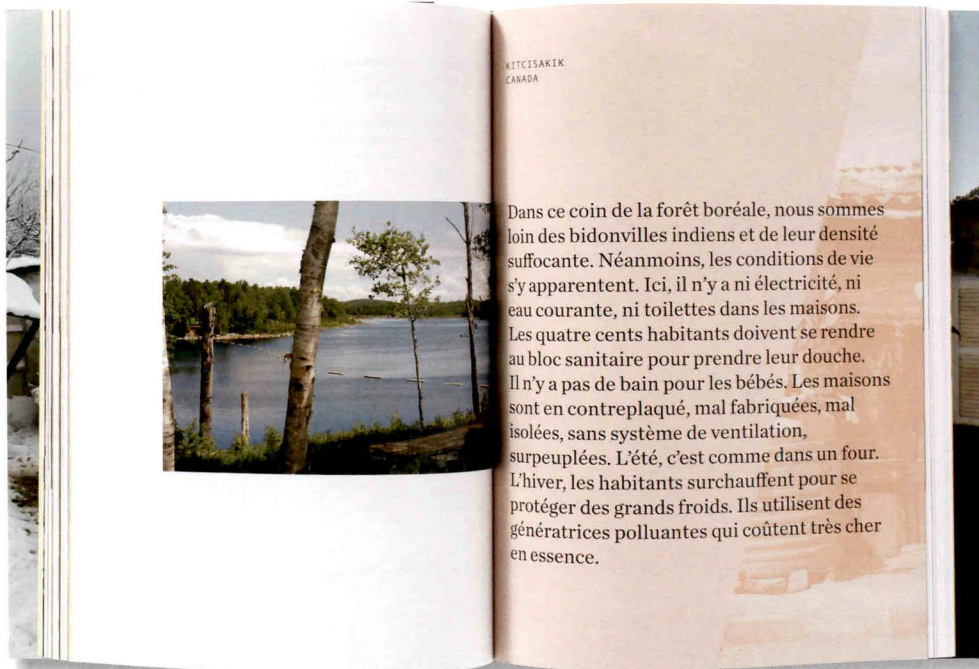 KITCISAKIK
CANADA
Dans ce coin de la forêt boréale, nous sommes
loin des bidonvilles indiens et de leur densité
suffocante. Néanmoins, les conditions de vie
s'y apparentent. Ici, il n'y a ni électricité, ni
eau courante, ni toilettes dans les maisons.
Les quatre cents habitants doivent se rendre
au bloc sanitaire pour prendre leur douche.
Il n'y a pas de bain pour les bébés. Les maisons
sont en contreplaqué, mal fabriquées, mal
isolées, sans système de ventilation,
surpeuplées. L'été, c'est comme dans un four.
L'hiver, les habitants surchauffent pour se
protéger des grands froids. Ils utilisent des
génératrices polluantes qui coûtent très cher
en essence.